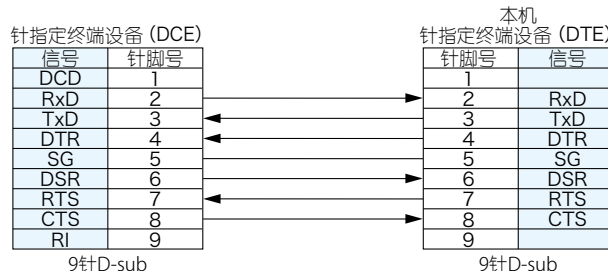 本机
针指定终端设备 (DCE) 针指定终端设备 (DTE)
信号 针脚号 针脚号 信号
DCD 1 1
RxD 2 2 RxD
TxD 3 3 TxD
DTR 4 4 DTR
SG 5 5 SG
DSR 6 6 DSR
RTS 7 7 RTS
CTS 8 8 CTS
RI 9 9
9针D-sub 9针D-sub